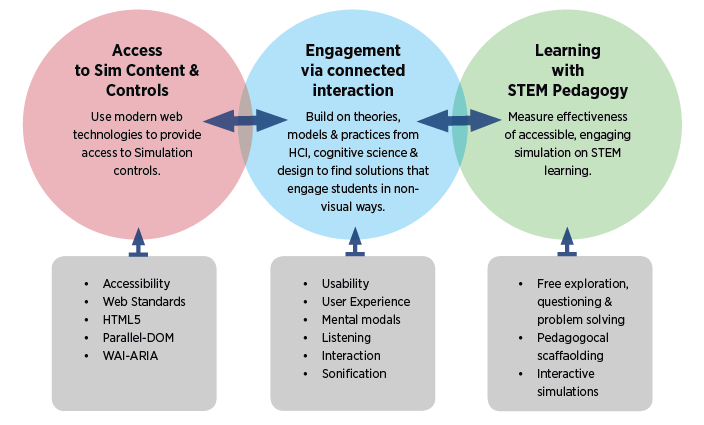 Access
to Sim Content &
Controls
Use modern web
technologies to provide
access to Simulation
controls.
Engagement
via connected
interaction
Build on theories,
models & practices from
HCI, cognitive science &
design to find solutions that
engage students in non-
visual ways.
Learning
with
STEM Pedagogy
Measure effectiveness
of accessible, engaging
simulation on STEM
learning.
• Accessibility
• Web Standards
• HTML5
• Parallel-DOM
• WAI-ARIA
• Usability
• User Experience
• Mental modals
• Listening
• Interaction
• Sonification
• Free exploration,
questioning &
problem solving
• Pedagogocal
scaffaolding
• Interactive
simulations